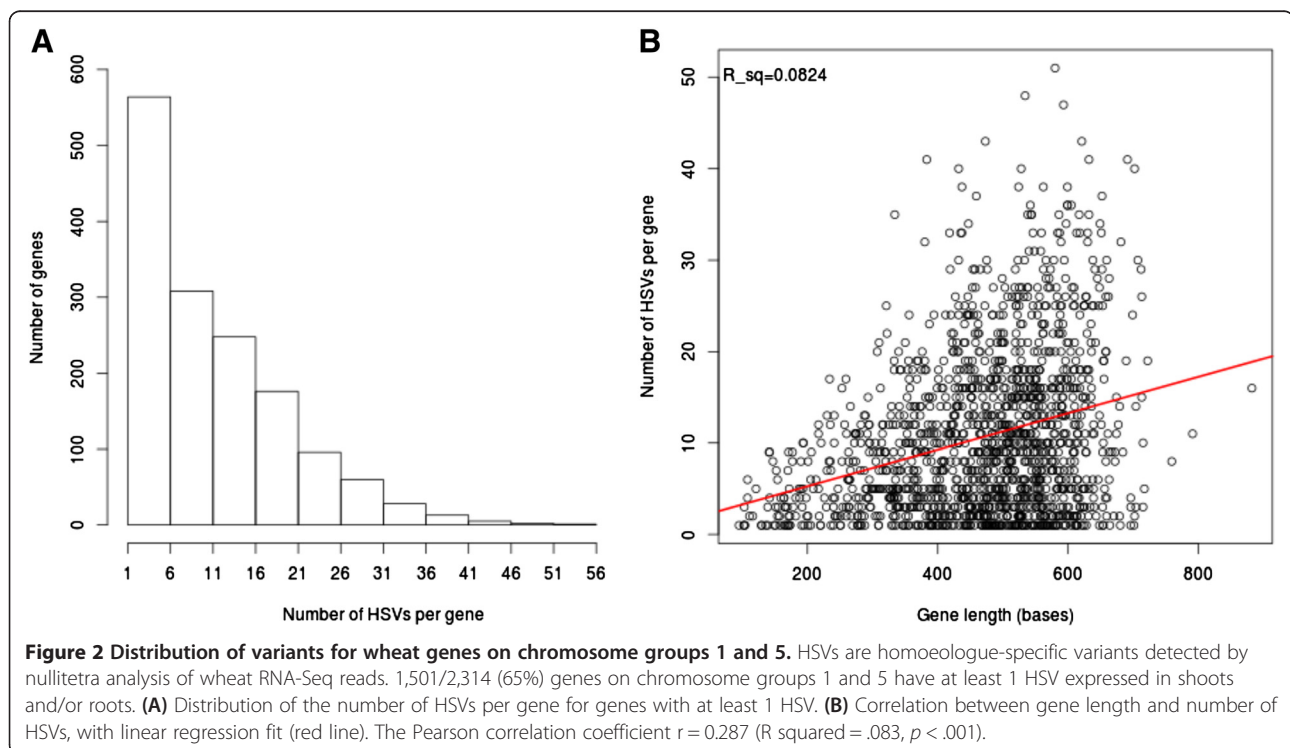 A
Number of genes
600
500
400
300
200
100
0
1 6 11 16 21 26 31 36 41 46 51 56
Number of HSVs per gene
B
R_sq=0.0824
Number of HSVs per gene
50
40
30
20
10
0
200 400 600 800
Gene length (bases)
Figure 2 Distribution of variants for wheat genes on chromosome groups 1 and 5. HSVs are homoeologue-specific variants detected by
nullitetra analysis of wheat RNA-Seq reads. 1,501/2,314 (65%) genes on chromosome groups 1 and 5 have at least 1 HSV expressed in shoots
and/or roots. (A) Distribution of the number of HSVs per gene for genes with at least 1 HSV. (B) Correlation between gene length and number of
HSVs, with linear regression fit (red line). The Pearson correlation coefficient r = 0.287 (R squared = .083, p < .001).